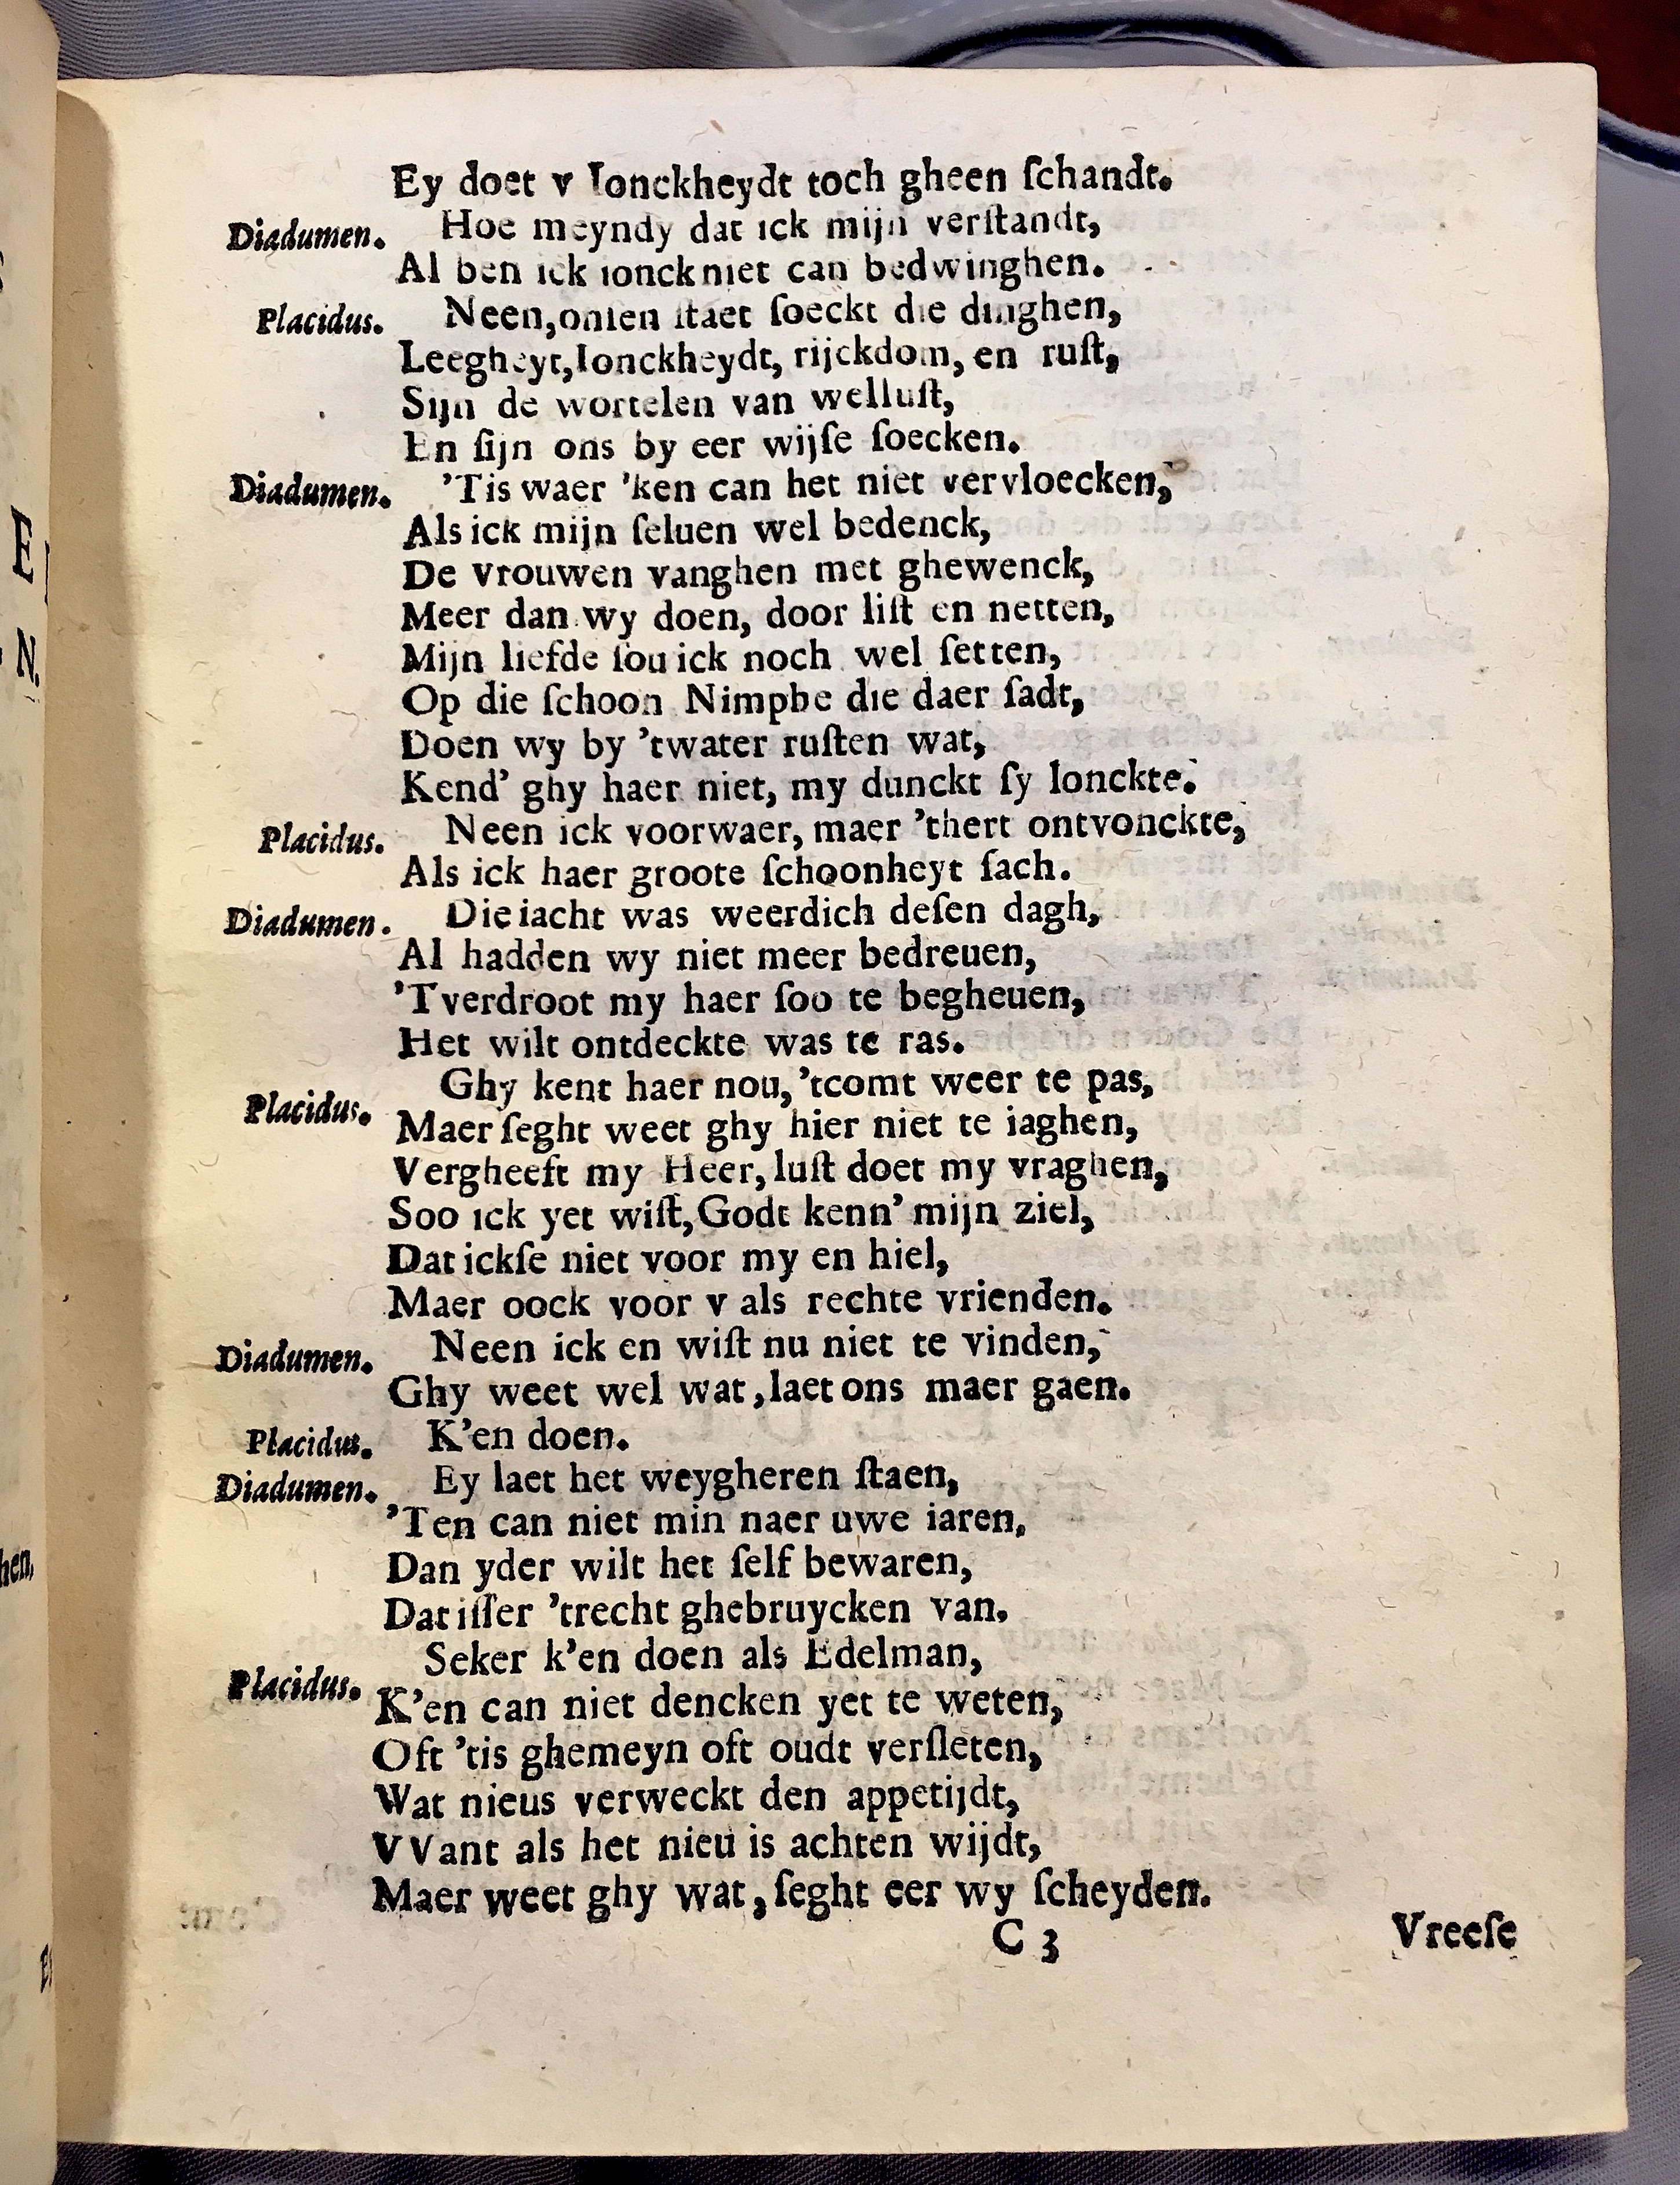 Ey doet v Ionckheydt toch gheen ſchandt.
Diadumen. Hoe meyndy dat ick mijn verſtandt,
Al ben ick ionck niet can bedwinghen.
Placidus. Neen, onſen ſtaet ſoeckt die dinghen,
Leegheyt, Ionckheydt, rijckdom, en ruſt,
Sijn de wortelen van welluſt,
En ſijn ons by eer wijſe ſoecken.
Diadumen. 'Tis waer 'ken can het niet vervloecken,
Als ick mijn ſeluen wel bedenck,
De vrouwen vanghen met ghewenck,
Meer dan wy doen, door liſt en netten,
Mijn liefde ſou ick noch wel ſetten,
Op die ſchoon Nimphe die daer ſadt,
Doen wy by 'twater ruſten wat,
Kend' ghy haer niet, my dunckt ſy lonckte.
Placidus. Neen ick voorwaer, maer 'thert ontvonckte,
Als ick haer groote ſchoonheyt ſach.
Diadumen. Die iacht was weerdich deſen dagh,
Al hadden wy niet meer bedreuen,
'Tverdroot my haer ſoo te begheuen,
Het wilt ontdeckte was te ras.
Placidus. Ghy kent haer nou, 'tcomt weer te pas,
Maer ſeght weet ghy hier niet te iaghen,
Vergheeft my Heer, luſt doet my vraghen,
Soo ick yet wiſt, Godt kenn' mijn ziel,
Dat ickſe niet voor my en hiel,
Maer oock voor v als rechte vrienden.
Diadumen. Neen ick en wiſt nu niet te vinden,
Ghy weet wel wat, laet ons maer gaen.
Placidus. K'en doen.
Diadumen. Ey laet het weygheren ſtaen,
'Ten can niet min naer uwe iaren,
Dan yder wilt het ſelf bewaren,
Dat iſſer 'trecht ghebruycken van.
Placidus. Seker k'en doen als Edelman,
K'en can niet dencken yet te weten,
Oft 'tis ghemeyn oft oudt verſleten,
Wat nieus verweckt den appetijdt,
VVant als het nieu is achten wijdt,
Maer weet ghy wat, ſeght eer wy ſcheyden.
C 3 Vreeſe